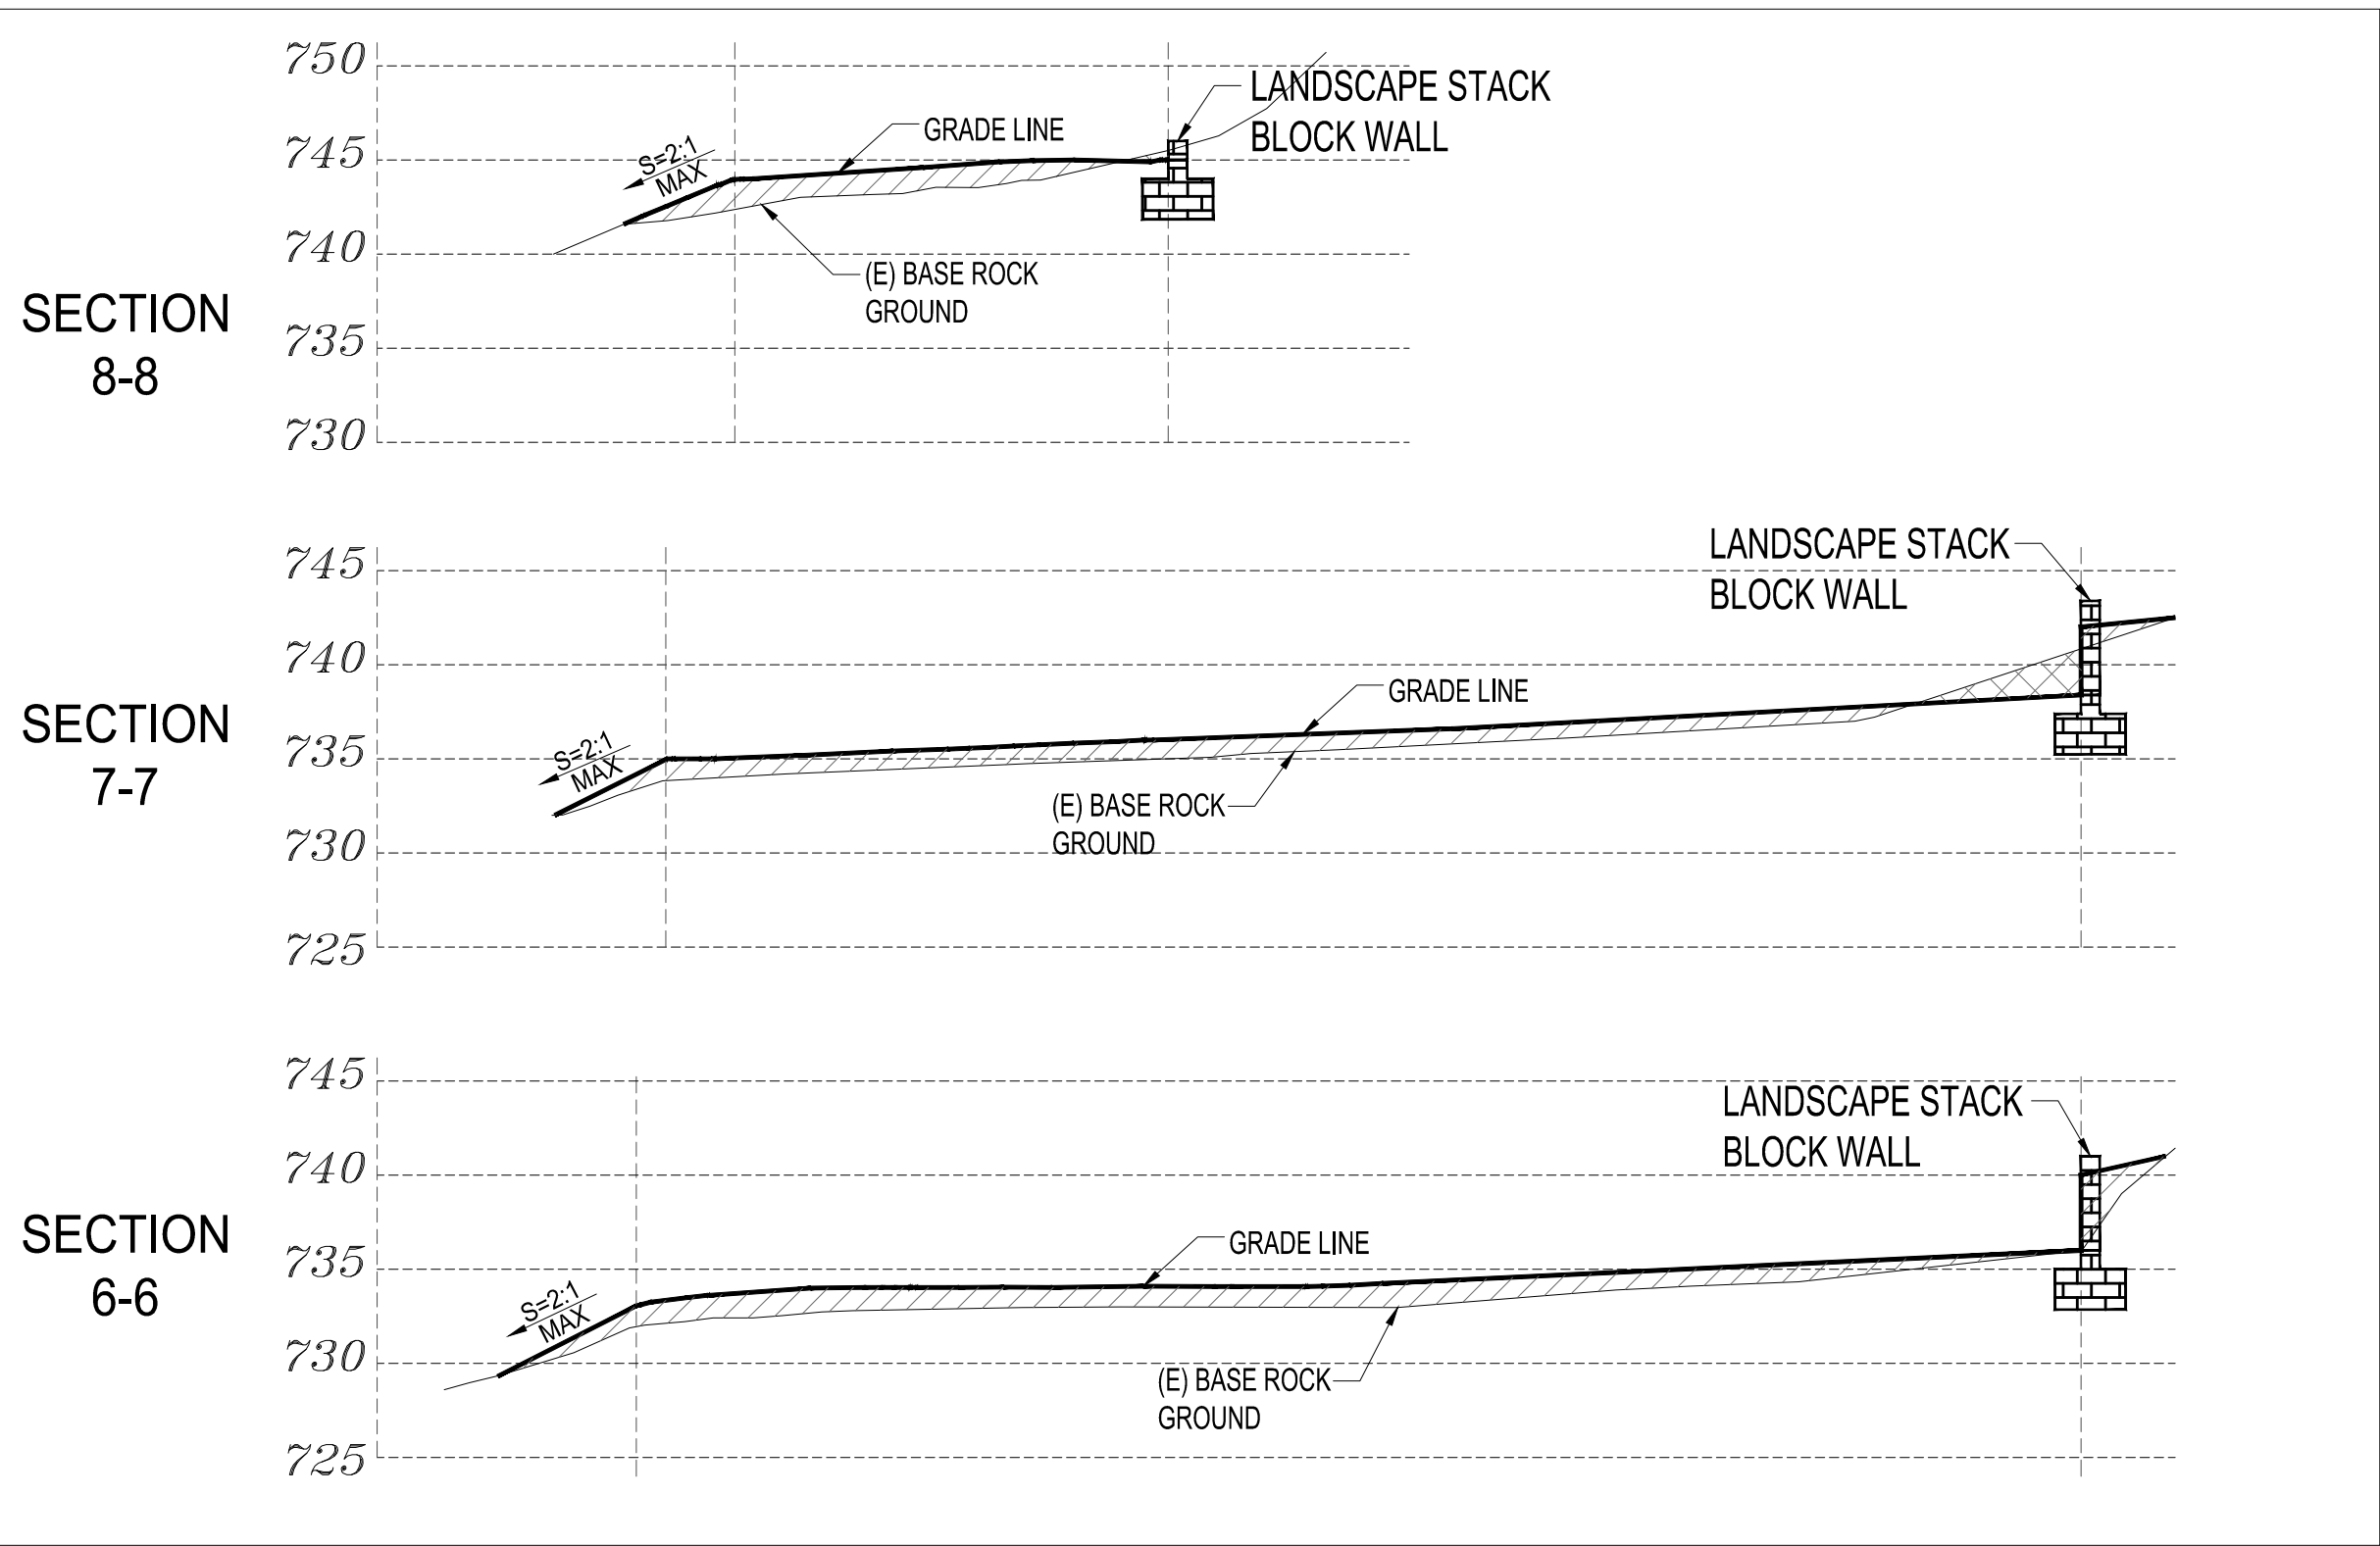 750
745
740
735
730
SECTION
8-8
S=2:1
MAX
GRADE LINE
LANDSCAPE STACK
BLOCK WALL
(E) BASE ROCK
GROUND
745
740
735
730
725
SECTION
7-7
S=2:1
MAX
GRADE LINE
LANDSCAPE STACK
BLOCK WALL
(E) BASE ROCK
GROUND
745
740
735
730
725
SECTION
6-6
S=2:1
MAX
GRADE LINE
LANDSCAPE STACK
BLOCK WALL
(E) BASE ROCK
GROUND